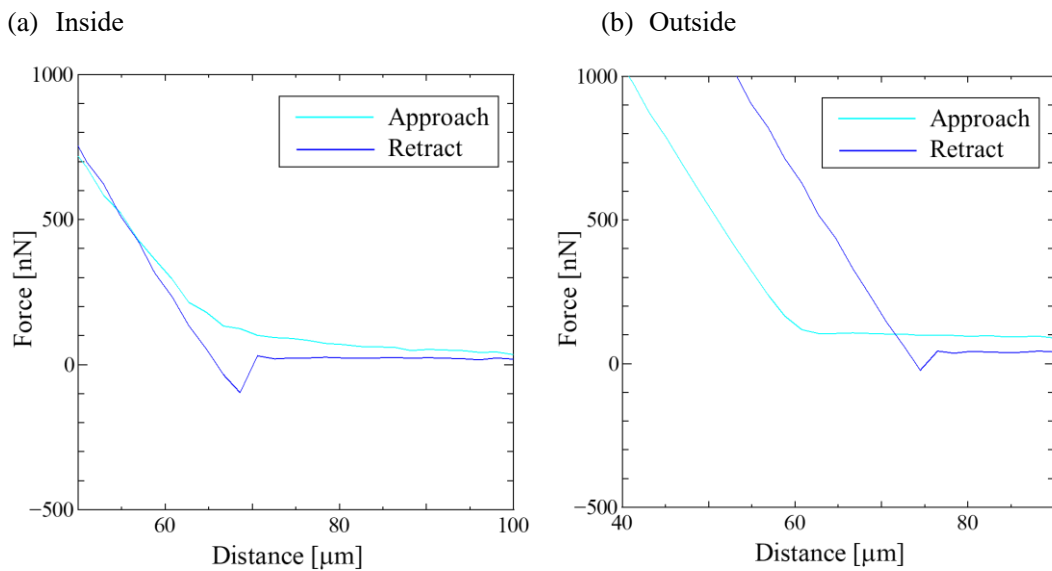 (a) Inside
1000
500
0
−500
60
80
100
Force [nN]
Distance [μm]
Approach
Retract
(b) Outside
1000
500
0
−500
40
60
80
Force [nN]
Distance [μm]
Approach
Retract